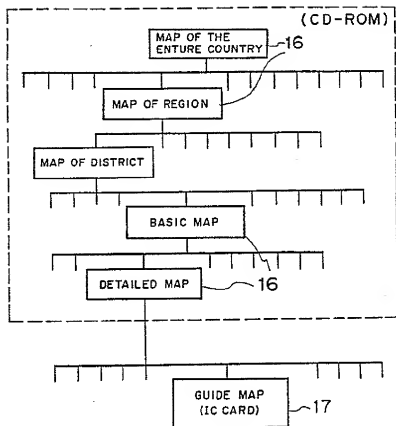 (CD-ROM)
MAP OF THE
ENTURE COUNTRY
16
MAP OF REGION
MAP OF DISTRICT
BASIC MAP
16
DETAILED MAP
GUIDE MAP
(IC CARD)
17